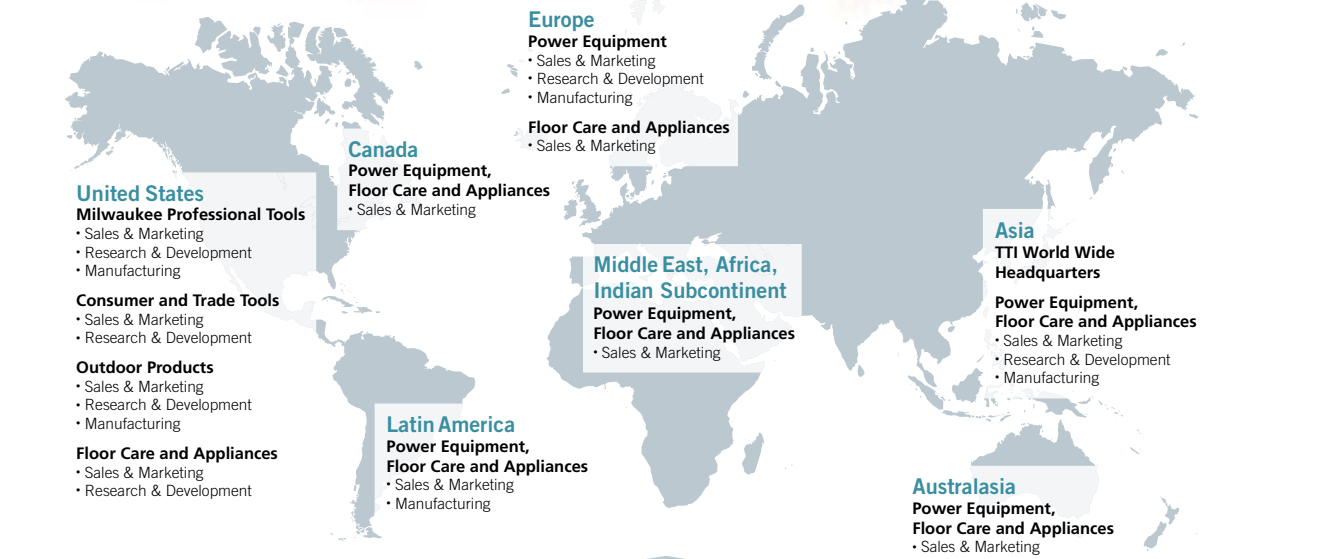 Europe
Power Equipment
• Sales & Marketing
• Research & Development
• Manufacturing
Floor Care and Appliances
• Sales & Marketing
Canada
Power Equipment,
Floor Care and Appliances
• Sales & Marketing
United States
Milwaukee Professional Tools
• Sales & Marketing
• Research & Development
• Manufacturing
Consumer and Trade Tools
• Sales & Marketing
• Research & Development
Outdoor Products
• Sales & Marketing
• Research & Development
• Manufacturing
Floor Care and Appliances
• Sales & Marketing
• Research & Development
Middle East, Africa,
Indian Subcontinent
Power Equipment,
Floor Care and Appliances
• Sales & Marketing
Asia
TTI World Wide
Headquarters
Power Equipment,
Floor Care and Appliances
• Sales & Marketing
• Research & Development
• Manufacturing
Latin America
Power Equipment,
Floor Care and Appliances
• Sales & Marketing
• Manufacturing
Australasia
Power Equipment,
Floor Care and Appliances
• Sales & Marketing